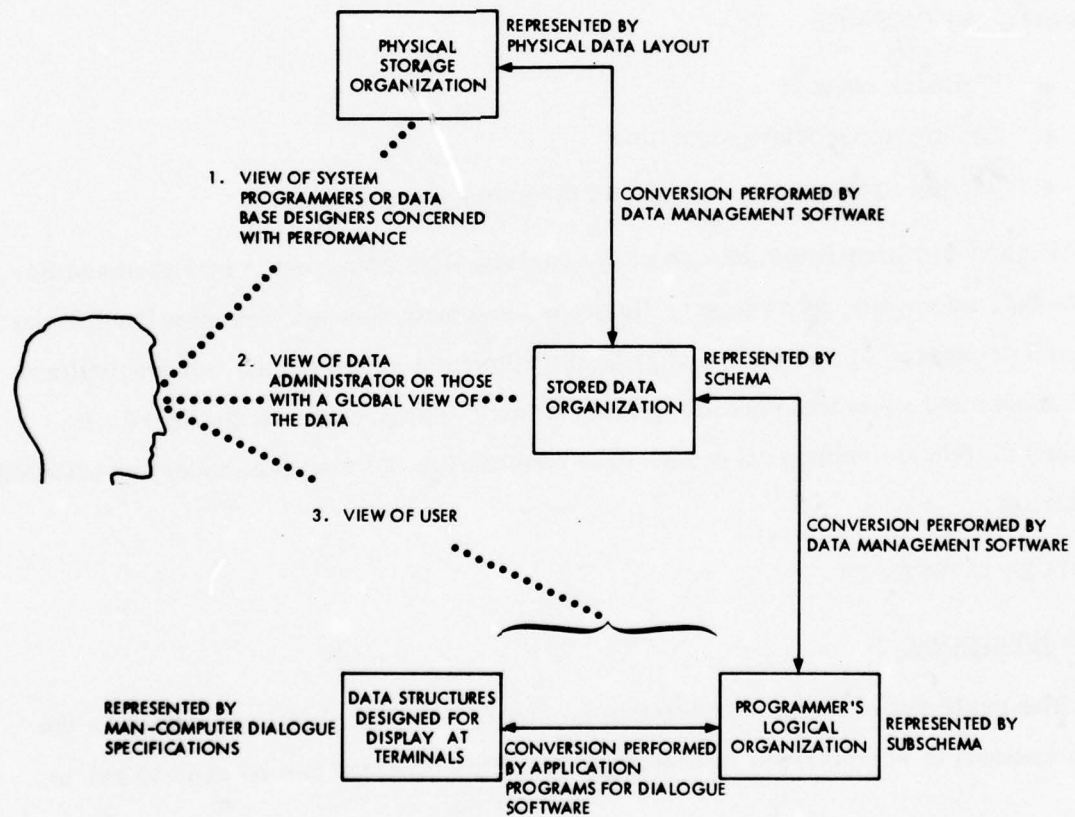 REPRESENTED BY
PHYSICAL DATA LAYOUT
PHYSICAL
STORAGE
ORGANIZATION
1. VIEW OF SYSTEM
PROGRAMMERS OR DATA
BASE DESIGNERS CONCERNED
WITH PERFORMANCE
CONVERSION PERFORMED BY
DATA MANAGEMENT SOFTWARE
2. VIEW OF DATA
ADMINISTRATOR OR THOSE
WITH A GLOBAL VIEW OF
THE DATA
STORED DATA
ORGANIZATION
REPRESENTED BY
SCHEMA
3. VIEW OF USER
CONVERSION PERFORMED BY
DATA MANAGEMENT SOFTWARE
REPRESENTED BY
MAN-COMPUTER DIALOGUE
SPECIFICATIONS
DATA STRUCTURES
DESIGNED FOR
DISPLAY AT
TERMINALS
CONVERSION PERFORMED
BY APPLICATION
PROGRAMS FOR DIALOGUE
SOFTWARE
PROGRAMMER'S
LOGICAL
ORGANIZATION
REPRESENTED BY
SUBSCHEMA